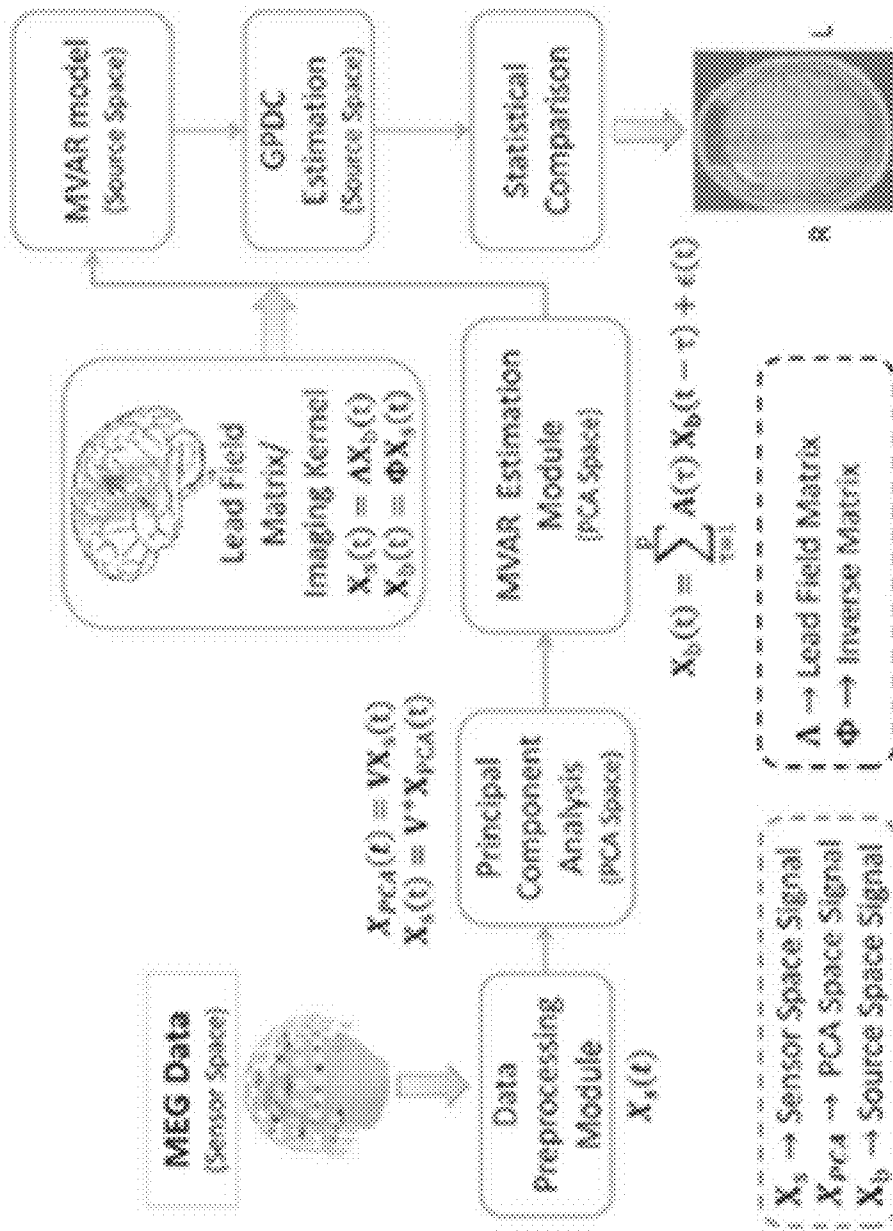 MEG Data
(Sensor Space)
Data
Preprocessing
Module
X_s(t)
X_PCA(t) = VX_s(t)
X_s(t) = V⁺X_PCA(t)
Principal
Component
Analysis
(PCA Space)
Lead Field
Matrix/
Imaging Kernel
X_s(t) = ΛX_b(t)
X_b(t) = ΦX_s(t)
MVAR Estimation
Module
(PCA Space)
X_b(t) = ∑ A(τ) X_b(t − τ) + ϵ(t)
MVAR model
(Source Space)
GPDC
Estimation
(Source Space)
Statistical
Comparison
R
L
X_s → Sensor Space Signal
X_PCA → PCA Space Signal
X_b → Source Space Signal
Λ → Lead Field Matrix
Φ → Inverse Matrix